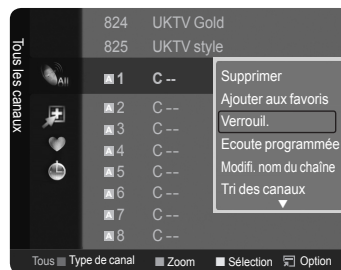 Tous les canaux
824 UKTV Gold
825 UKTV style
All
A 1 C --
A 2 C --
A 3 C --
A 4 C --
A 5 C --
A 6 C --
A 7 C --
A 8 C --
Supprimer
Ajouter aux favoris
Verrouil.
Ecoute programmée
Modifi. nom du chaîne
Tri des canaux
Tous Type de canal Zoom Sélection Option